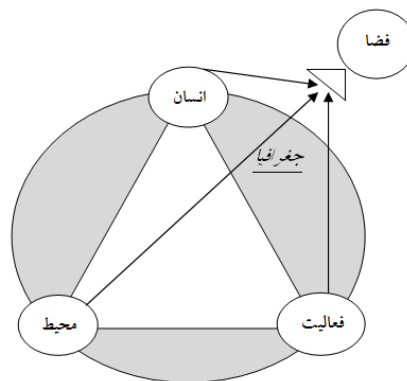 فضا
انسان
جغرافیا
محیط
فعالیت